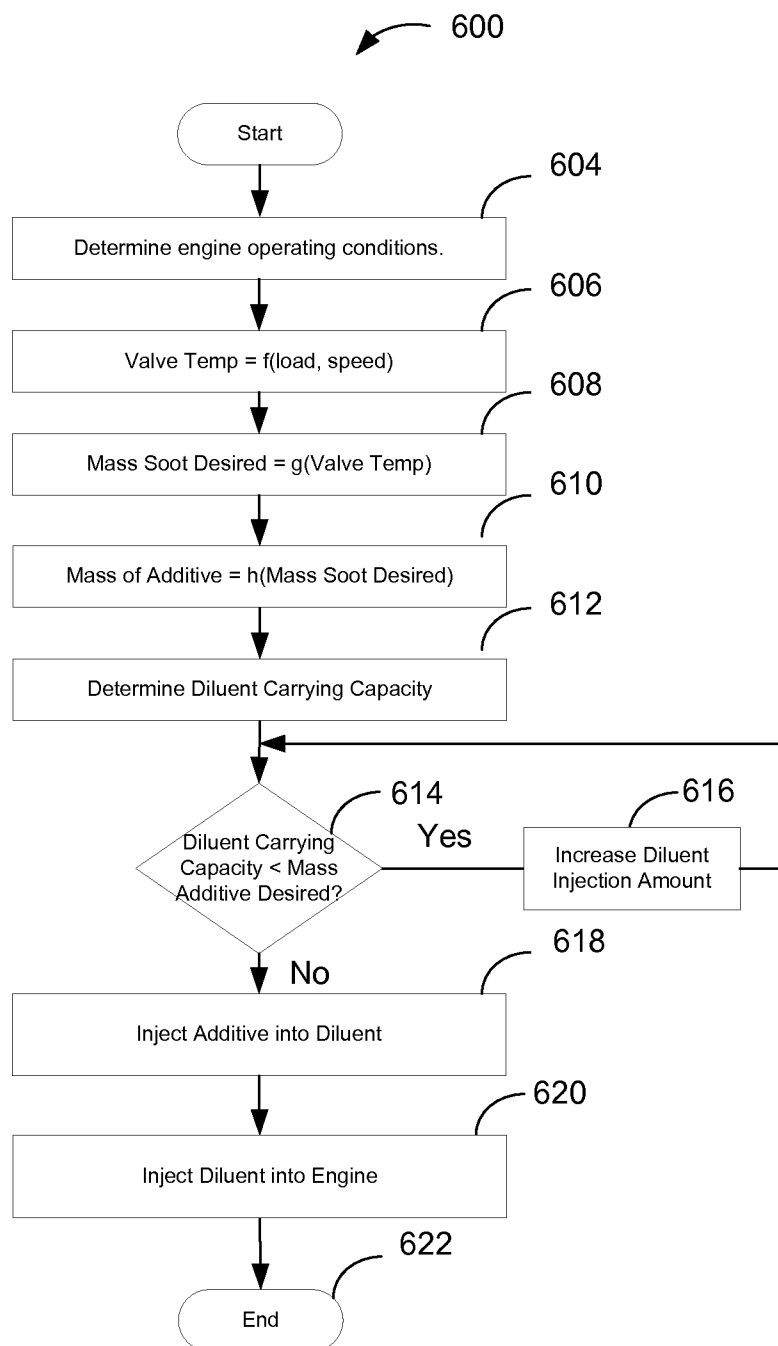 600
Start
604
Determine engine operating conditions.
606
Valve Temp = f(load, speed)
608
Mass Soot Desired = g(Valve Temp)
610
Mass of Additive = h(Mass Soot Desired)
612
Determine Diluent Carrying Capacity
614
Diluent Carrying
Capacity < Mass
Additive Desired?
Yes
616
Increase Diluent
Injection Amount
No
618
Inject Additive into Diluent
620
Inject Diluent into Engine
622
End